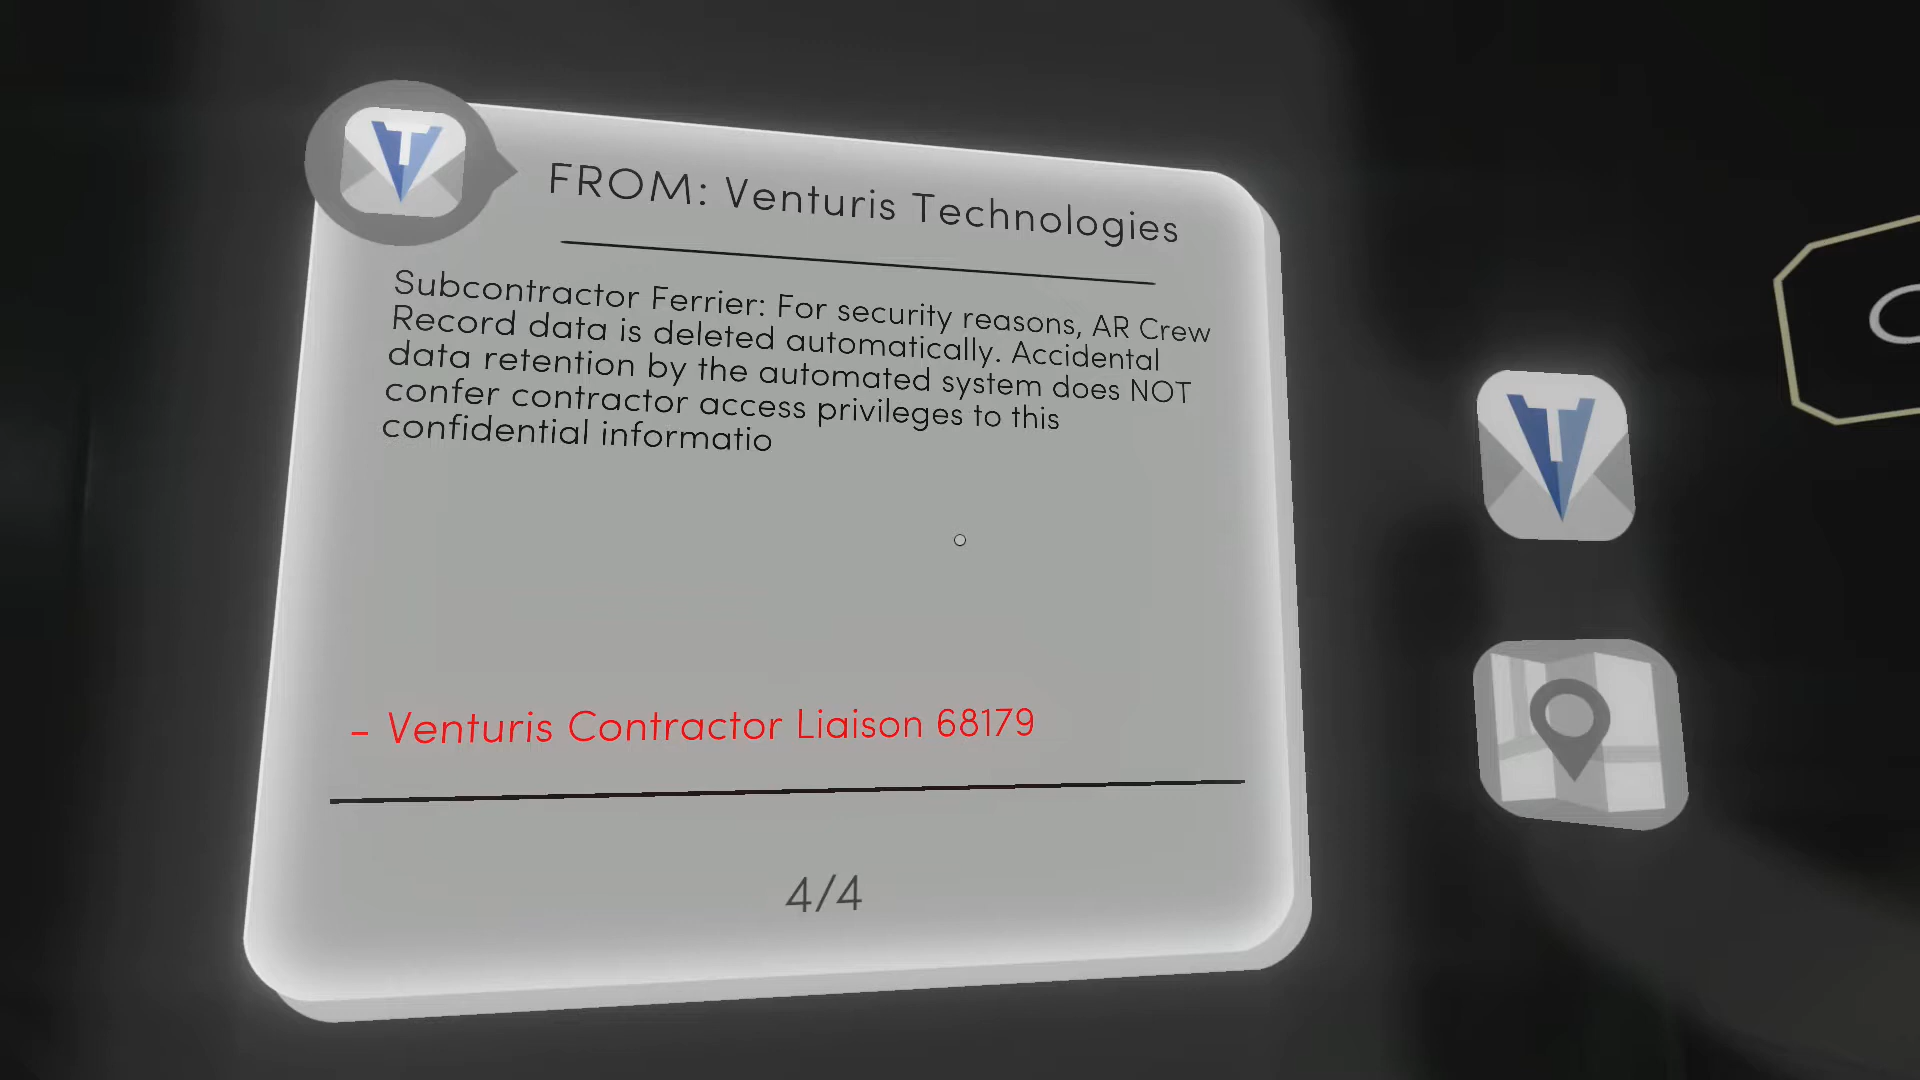 FROM: Venturis Technologies
Subcontractor Ferrier: For security reasons, AR Crew
Record data is deleted automatically. Accidental
data retention by the automated system does NOT
confer contractor access privileges to this
confidential informatio
- Venturis Contractor Liaison 68179
4/4